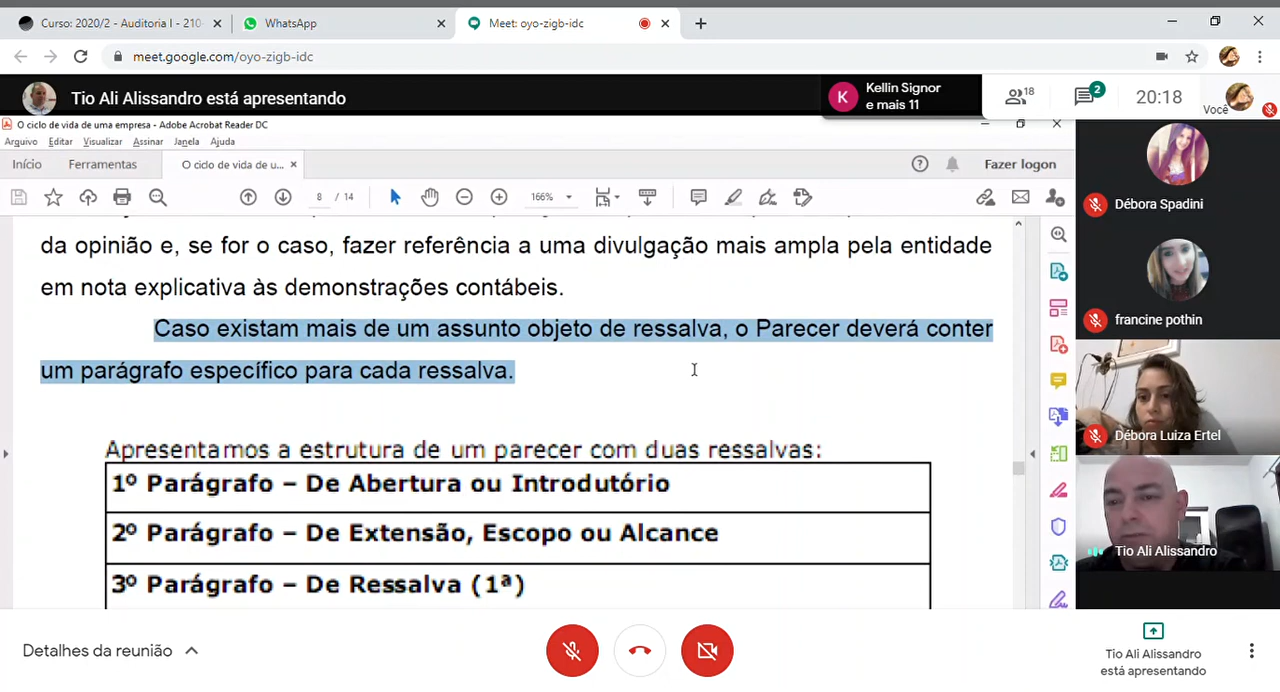 Curso: 2020/2 - Auditoria I - 210
WhatsApp
Meet: oyo-zigb-idc
meet.google.com/oyo-zigb-idc
Tio Ali Alissandro está apresentando
K
Kellin Signor
e mais 11
18
2
20:18
Você
O ciclo de vida de uma empresa - Adobe Acrobat Reader DC
Arquivo Editar Visualizar Assinar Janela Ajuda
Início
Ferramentas
O ciclo de vida de u...
Fazer logon
8 / 14
166%
da opinião e, se for o caso, fazer referência a uma divulgação mais ampla pela entidade
em nota explicativa às demonstrações contábeis.
Caso existam mais de um assunto objeto de ressalva, o Parecer deverá conter
um parágrafo específico para cada ressalva.
Apresentamos a estrutura de um parecer com duas ressalvas:
1º Parágrafo – De Abertura ou Introdutório
2º Parágrafo – De Extensão, Escopo ou Alcance
3º Parágrafo – De Ressalva (1ª)
Débora Spadini
francine pothin
Débora Luiza Ertel
Tio Ali Alissandro
Detalhes da reunião
Tio Ali Alissandro
está apresentando